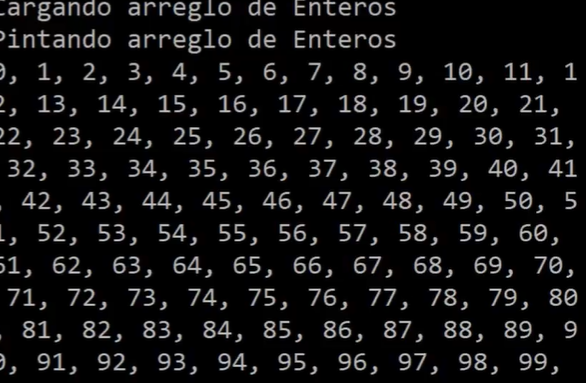 Cargando arreglo de Enteros
Pintando arreglo de Enteros
0, 1, 2, 3, 4, 5, 6, 7, 8, 9, 10, 11, 1
2, 13, 14, 15, 16, 17, 18, 19, 20, 21,
22, 23, 24, 25, 26, 27, 28, 29, 30, 31,
32, 33, 34, 35, 36, 37, 38, 39, 40, 41
, 42, 43, 44, 45, 46, 47, 48, 49, 50, 5
1, 52, 53, 54, 55, 56, 57, 58, 59, 60,
61, 62, 63, 64, 65, 66, 67, 68, 69, 70,
71, 72, 73, 74, 75, 76, 77, 78, 79, 80
, 81, 82, 83, 84, 85, 86, 87, 88, 89, 9
0, 91, 92, 93, 94, 95, 96, 97, 98, 99,